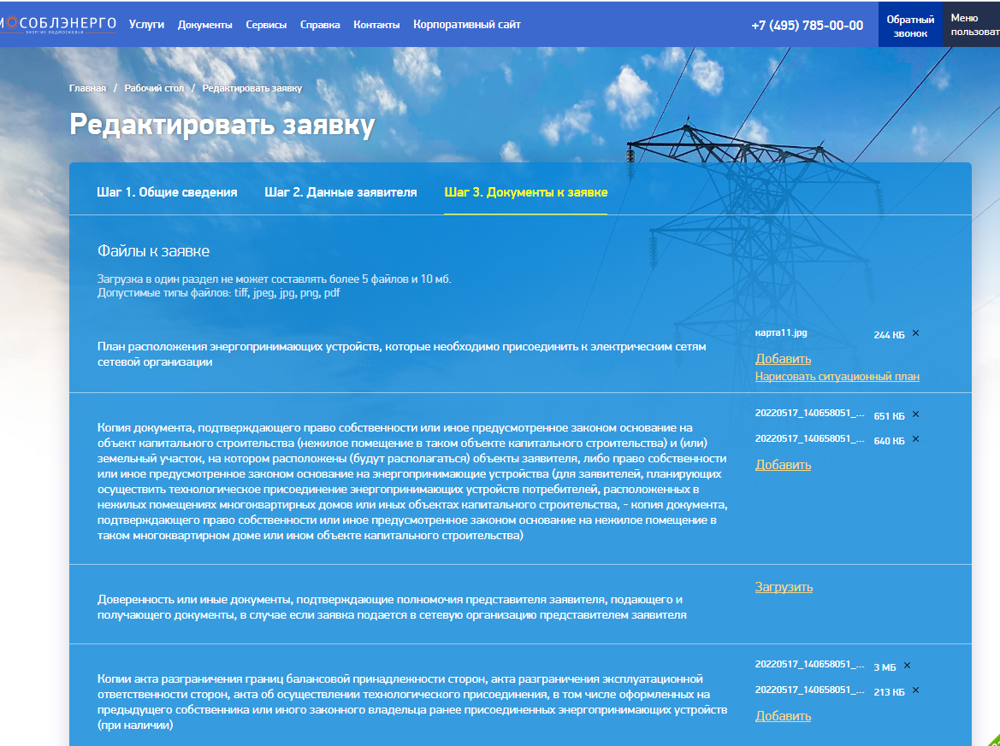 МОСОБЛЭНЕРГО
ЭНЕРГИЯ ПОДМОСКОВЬЯ
Услуги Документы Сервисы Справка Контакты Корпоративный сайт
+7 (495) 785-00-00
Обратный
звонок
Меню
пользоват
Главная / Рабочий стол / Редактировать заявку
Редактировать заявку
Шаг 1. Общие сведения Шаг 2. Данные заявителя Шаг 3. Документы к заявке
Файлы к заявке
Загрузка в один раздел не может составлять более 5 файлов и 10 мб.
Допустимые типы файлов: tiff, jpeg, jpg, png, pdf
План расположения энергопринимающих устройств, которые необходимо присоединить к электрическим сетям
сетевой организации
карта11.jpg 244 КБ ×
Добавить
Нарисовать ситуационный план
Копия документа, подтверждающего право собственности или иное предусмотренное законом основание на
объект капитального строительства (нежилое помещение в таком объекте капитального строительства) и (или)
земельный участок, на котором расположены (будут располагаться) объекты заявителя, либо право собственности
или иное предусмотренное законом основание на энергопринимающие устройства (для заявителей, планирующих
осуществить технологическое присоединение энергопринимающих устройств потребителей, расположенных в
нежилых помещениях многоквартирных домов или иных объектах капитального строительства, - копия документа,
подтверждающего право собственности или иное предусмотренное законом основание на нежилое помещение в
таком многоквартирном доме или ином объекте капитального строительства)
20220517_140658051_... 651 КБ ×
20220517_140658051_... 640 КБ ×
Добавить
Доверенность или иные документы, подтверждающие полномочия представителя заявителя, подающего и
получающего документы, в случае если заявка подается в сетевую организацию представителем заявителя
Загрузить
Копии акта разграничения границ балансовой принадлежности сторон, акта разграничения эксплуатационной
ответственности сторон, акта об осуществлении технологического присоединения, в том числе оформленных на
предыдущего собственника или иного законного владельца ранее присоединенных энергопринимающих устройств
(при наличии)
20220517_140658051_... 3 МБ ×
20220517_140658051_... 213 КБ ×
Добавить